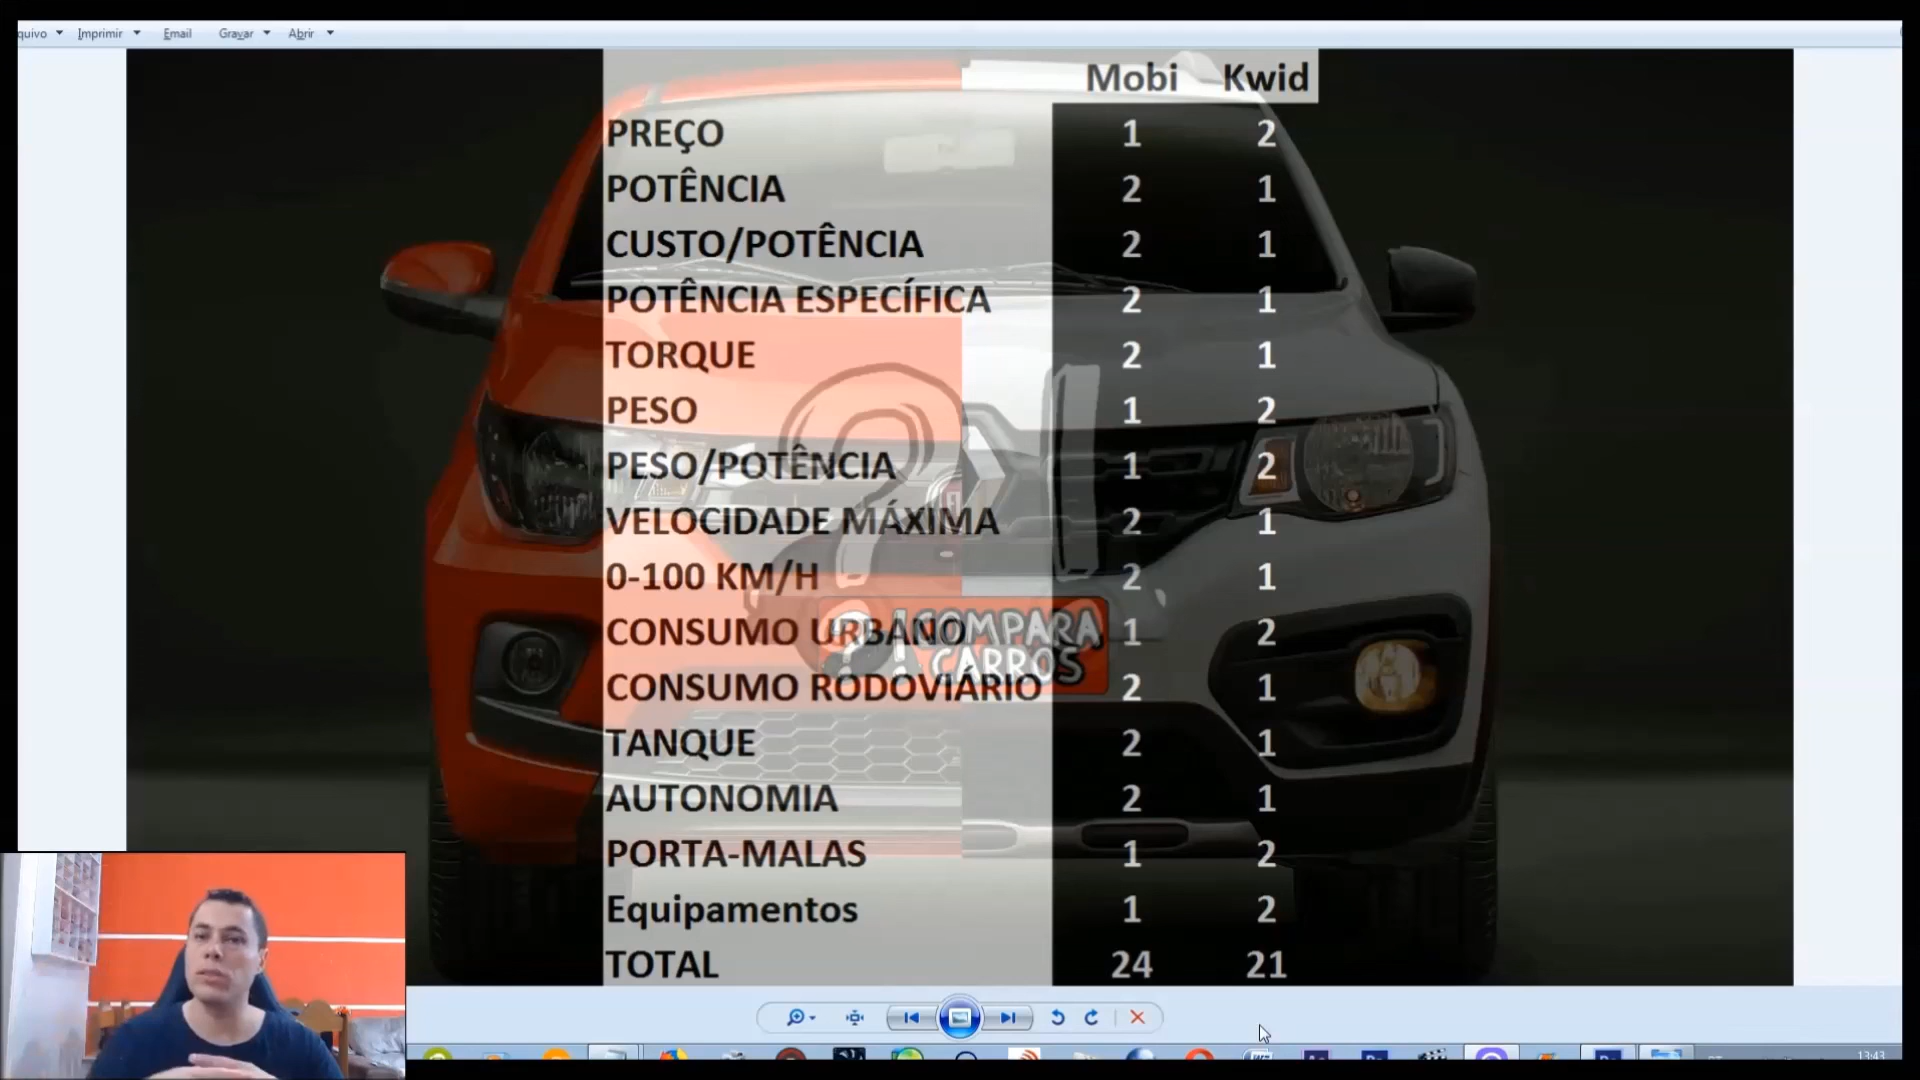 quivo Imprimir Email Gravar Abrir
Mobi Kwid
PREÇO 1 2
POTÊNCIA 2 1
CUSTO/POTÊNCIA 2 1
POTÊNCIA ESPECÍFICA 2 1
TORQUE 2 1
PESO 1 2
PESO/POTÊNCIA 1 2
VELOCIDADE MÁXIMA 2 1
0-100 KM/H 2 1
CONSUMO URBANO 1 2
?! COMPARA
CARROS
CONSUMO RODOVIÁRIO 2 1
TANQUE 2 1
AUTONOMIA 2 1
PORTA-MALAS 1 2
Equipamentos 1 2
TOTAL 24 21
13:43